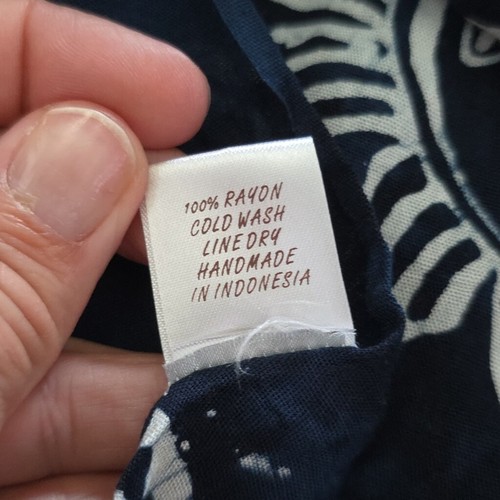 100% RAYON
COLD WASH
LINE DRY
HANDMADE
IN INDONESIA